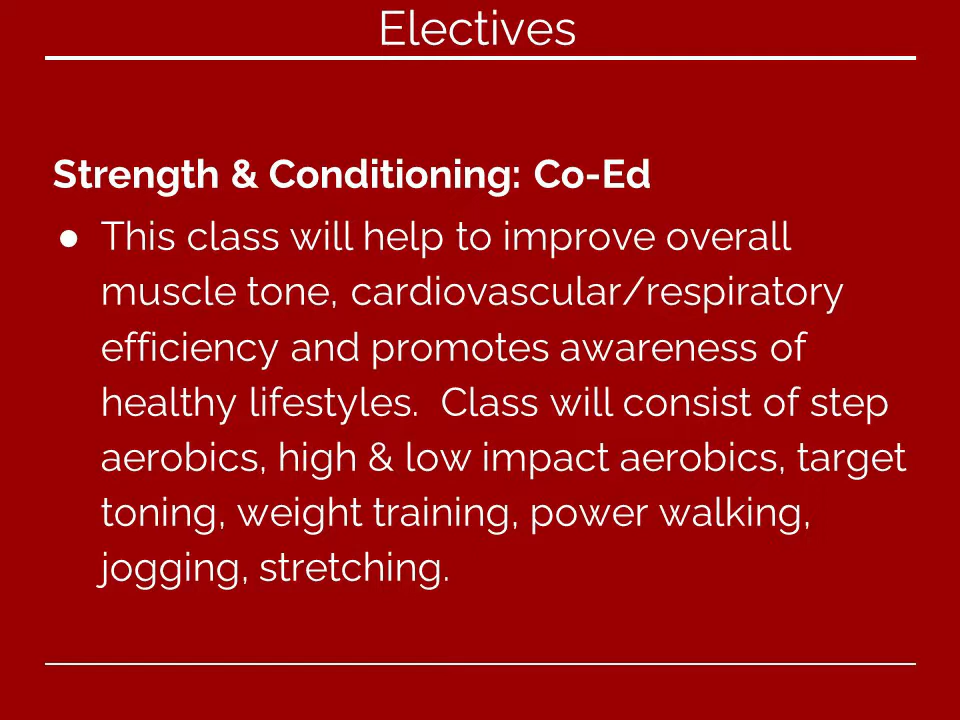 Electives
Strength & Conditioning: Co-Ed
● This class will help to improve overall
muscle tone, cardiovascular/respiratory
efficiency and promotes awareness of
healthy lifestyles.  Class will consist of step
aerobics, high & low impact aerobics, target
toning, weight training, power walking,
jogging, stretching.